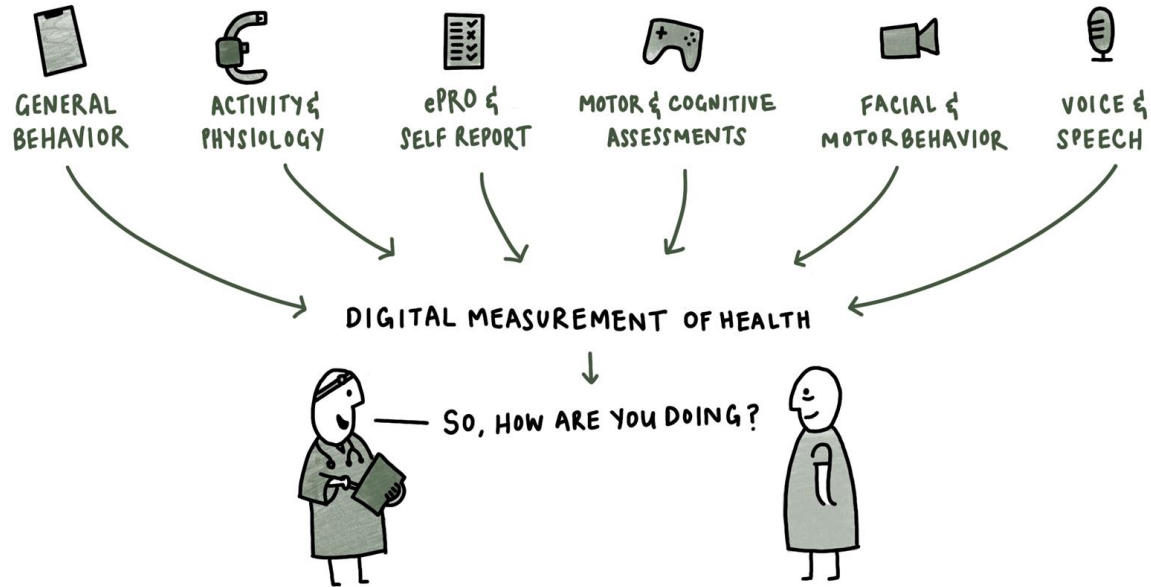 GENERAL
BEHAVIOR
ACTIVITY &
PHYSIOLOGY
ePRO &
SELF REPORT
MOTOR & COGNITIVE
ASSESSMENTS
FACIAL &
MOTOR BEHAVIOR
VOICE &
SPEECH
DIGITAL MEASUREMENT OF HEALTH
SO, HOW ARE YOU DOING?